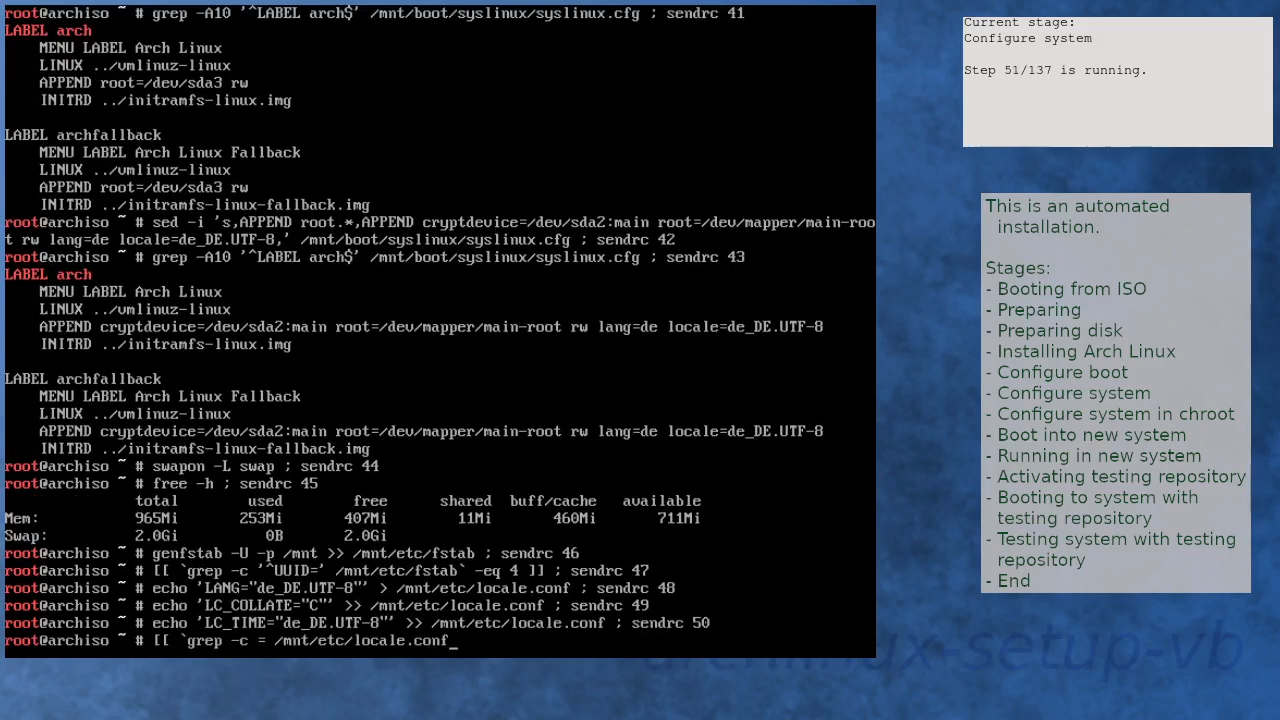 root@archiso ~ # grep -A10 '^LABEL arch$' /mnt/boot/syslinux/syslinux.cfg ; sendrc 41
LABEL arch
    MENU LABEL Arch Linux
    LINUX ../vmlinuz-linux
    APPEND root=/dev/sda3 rw
    INITRD ../initramfs-linux.img

LABEL archfallback
    MENU LABEL Arch Linux Fallback
    LINUX ../vmlinuz-linux
    APPEND root=/dev/sda3 rw
    INITRD ../initramfs-linux-fallback.img
root@archiso ~ # sed -i 's,APPEND root.*,APPEND cryptdevice=/dev/sda2:main root=/dev/mapper/main-roo
t rw lang=de locale=de_DE.UTF-8,' /mnt/boot/syslinux/syslinux.cfg ; sendrc 42
root@archiso ~ # grep -A10 '^LABEL arch$' /mnt/boot/syslinux/syslinux.cfg ; sendrc 43
LABEL arch
    MENU LABEL Arch Linux
    LINUX ../vmlinuz-linux
    APPEND cryptdevice=/dev/sda2:main root=/dev/mapper/main-root rw lang=de locale=de_DE.UTF-8
    INITRD ../initramfs-linux.img

LABEL archfallback
    MENU LABEL Arch Linux Fallback
    LINUX ../vmlinuz-linux
    APPEND cryptdevice=/dev/sda2:main root=/dev/mapper/main-root rw lang=de locale=de_DE.UTF-8
    INITRD ../initramfs-linux-fallback.img
root@archiso ~ # swapon -L swap ; sendrc 44
root@archiso ~ # free -h ; sendrc 45
               total        used        free      shared  buff/cache   available
Mem:           965Mi       253Mi       407Mi        11Mi       460Mi       711Mi
Swap:          2.0Gi          0B       2.0Gi
root@archiso ~ # genfstab -U -p /mnt >> /mnt/etc/fstab ; sendrc 46
root@archiso ~ # [[ `grep -c '^UUID=' /mnt/etc/fstab` -eq 4 ]] ; sendrc 47
root@archiso ~ # echo 'LANG="de_DE.UTF-8"' > /mnt/etc/locale.conf ; sendrc 48
root@archiso ~ # echo 'LC_COLLATE="C"' >> /mnt/etc/locale.conf ; sendrc 49
root@archiso ~ # echo 'LC_TIME="de_DE.UTF-8"' >> /mnt/etc/locale.conf ; sendrc 50
root@archiso ~ # [[ `grep -c = /mnt/etc/locale.conf_
Current stage:
Configure system

Step 51/137 is running.

This is an automated
installation.

Stages:
- Booting from ISO
- Preparing
- Preparing disk
- Installing Arch Linux
- Configure boot
- Configure system
- Configure system in chroot
- Boot into new system
- Running in new system
- Activating testing repository
- Booting to system with
testing repository
- Testing system with testing
repository
- End
archlinux-setup-vb